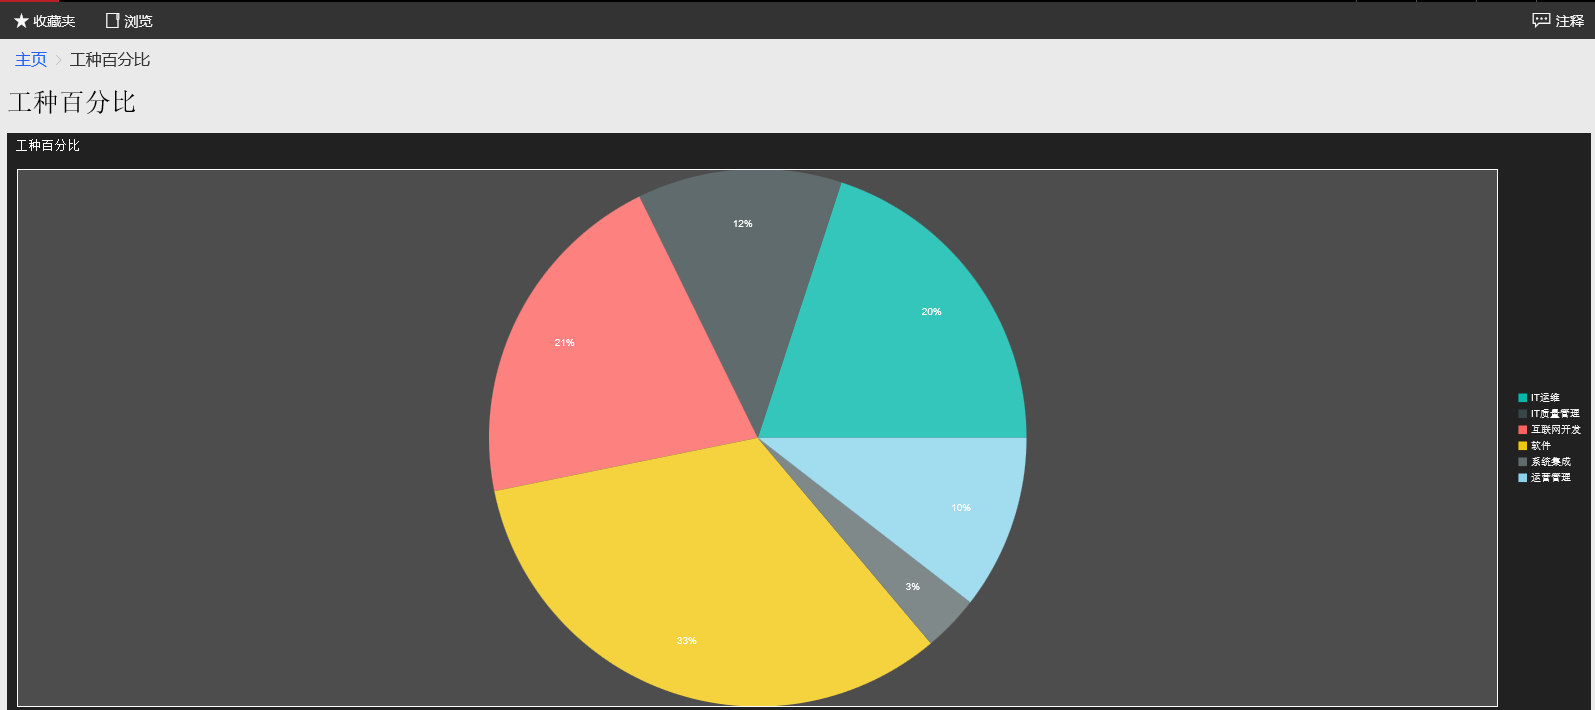 收藏夹 浏览 注释
主页 > 工种百分比
工种百分比
工种百分比
12%
20%
21%
10%
3%
33%
IT运维
IT质量管理
互联网开发
软件
系统集成
运营管理